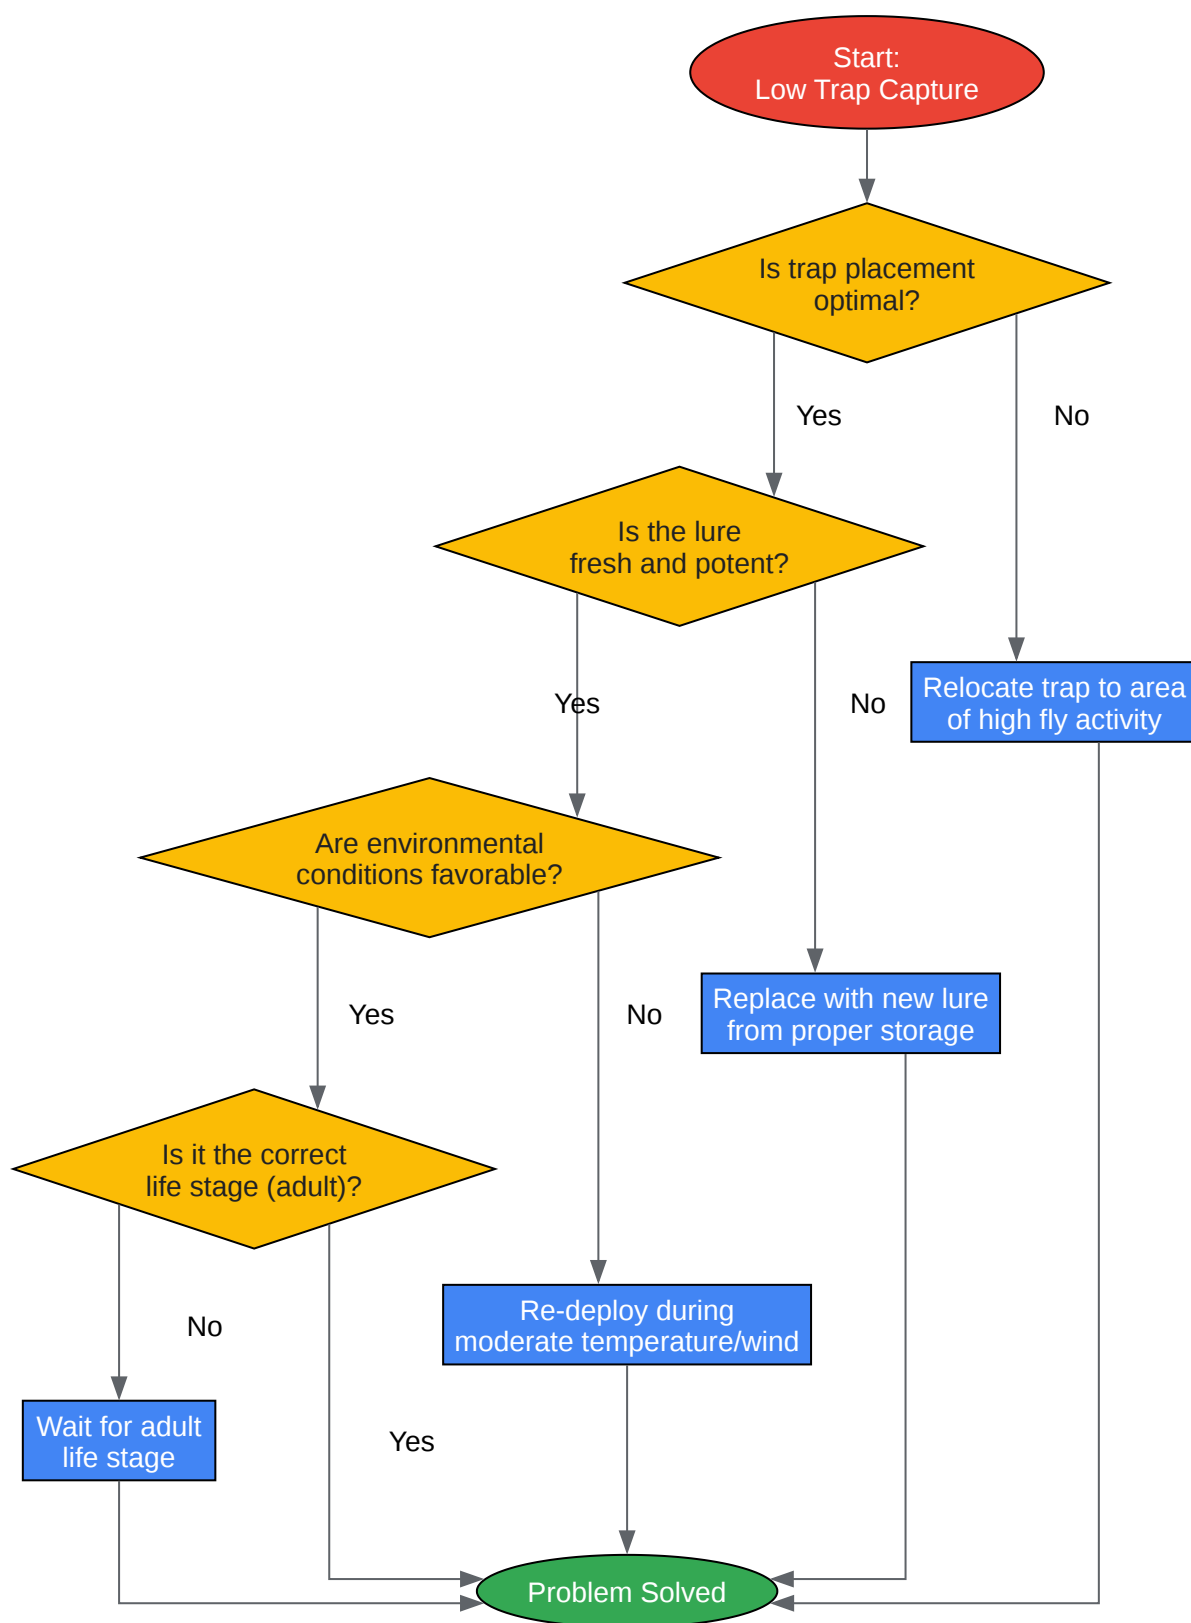 Start:
Low Trap Capture
Is trap placement
optimal?
Yes
No
Is the lure
fresh and potent?
Yes
No
Relocate trap to area
of high fly activity
Are environmental
conditions favorable?
Yes
No
Replace with new lure
from proper storage
Is it the correct
life stage (adult)?
No
Yes
Re-deploy during
moderate temperature/wind
Wait for adult
life stage
Problem Solved